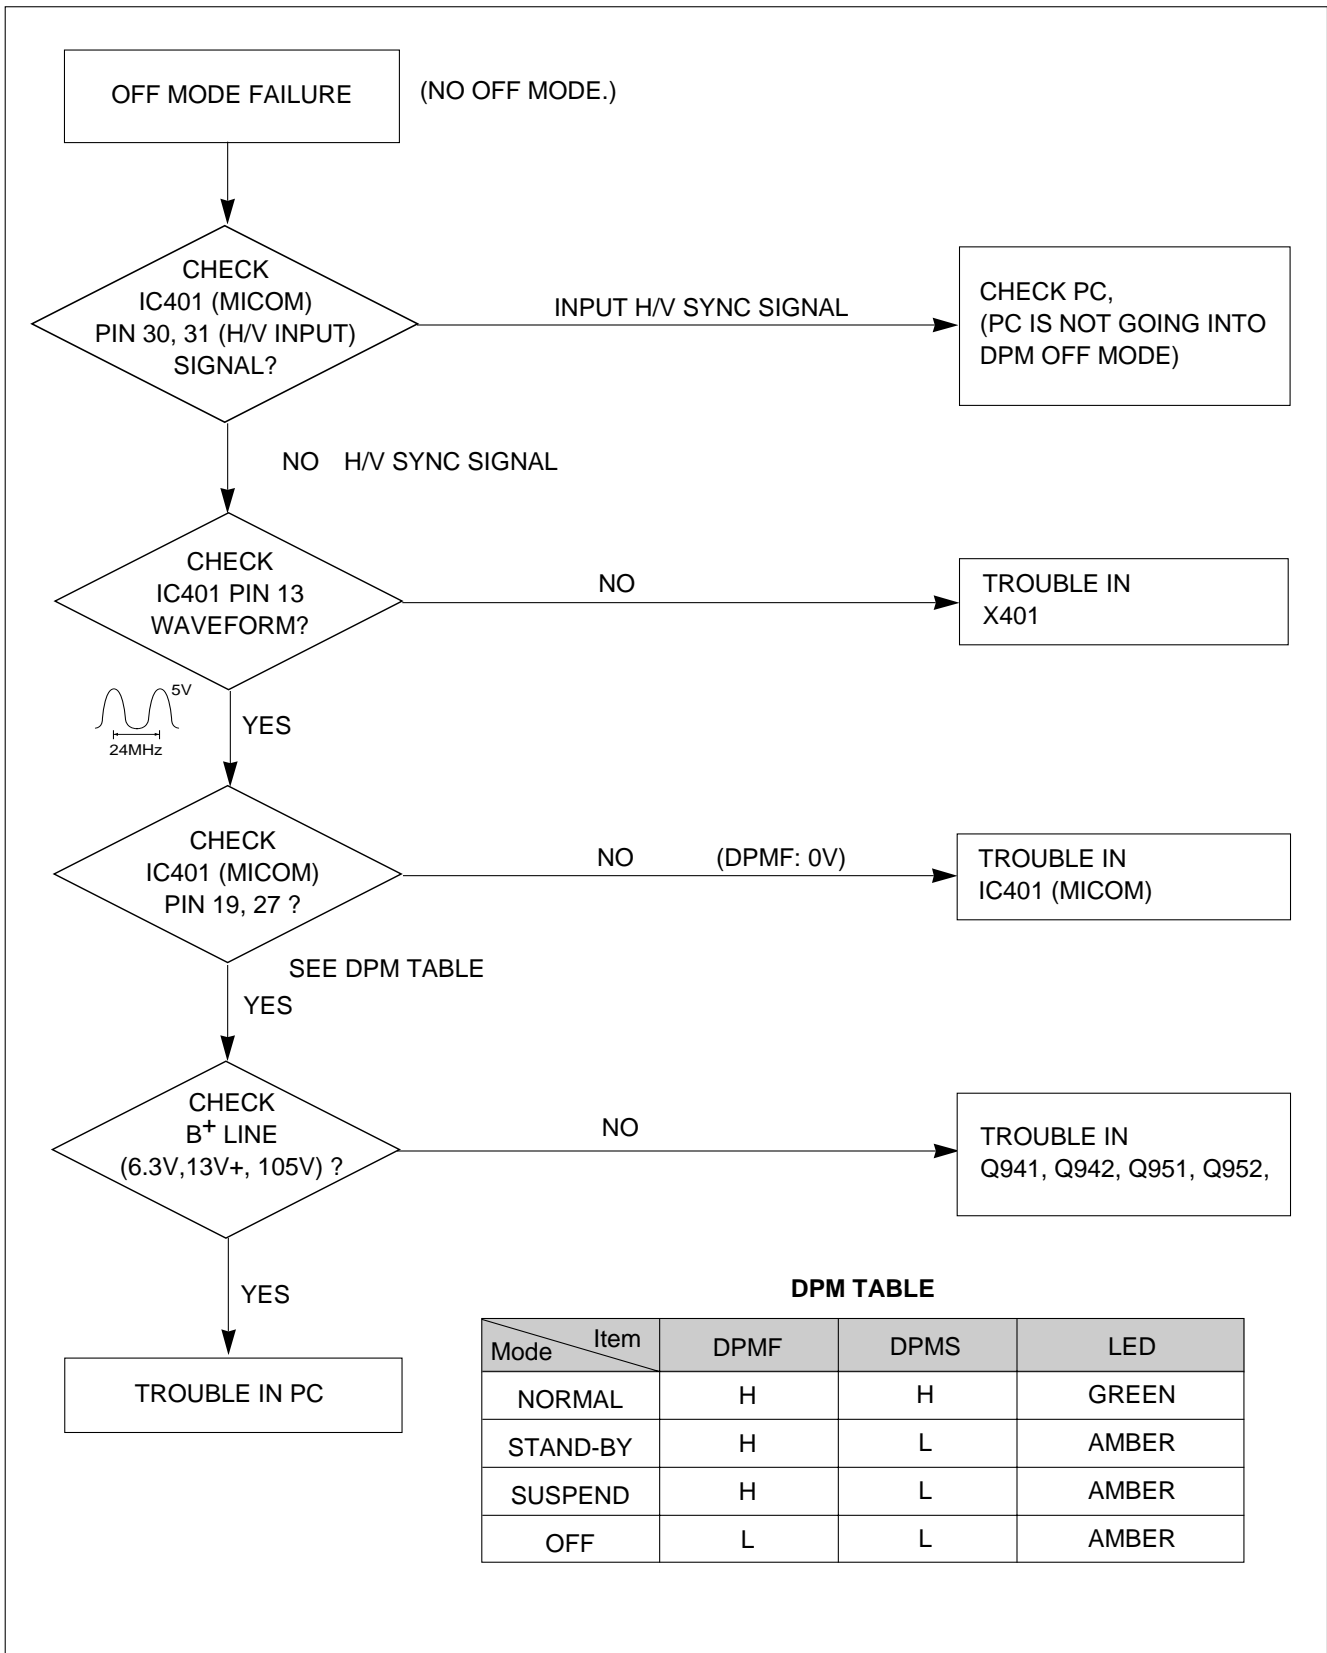 OFF MODE FAILURE
(NO OFF MODE.)
CHECK
IC401 (MICOM)
PIN 30, 31 (H/V INPUT)
SIGNAL?
INPUT H/V SYNC SIGNAL
CHECK PC,
(PC IS NOT GOING INTO
DPM OFF MODE)
NO H/V SYNC SIGNAL
CHECK
IC401 PIN 13
WAVEFORM?
NO
TROUBLE IN
X401
5V
24MHz
YES
CHECK
IC401 (MICOM)
PIN 19, 27 ?
NO (DPMF: 0V)
TROUBLE IN
IC401 (MICOM)
SEE DPM TABLE
YES
CHECK
B+ LINE
(6.3V,13V+, 105V) ?
NO
TROUBLE IN
Q941, Q942, Q951, Q952,
YES
TROUBLE IN PC
DPM TABLE
Mode Item DPMF DPMS LED
NORMAL H H GREEN
STAND-BY H L AMBER
SUSPEND H L AMBER
OFF L L AMBER